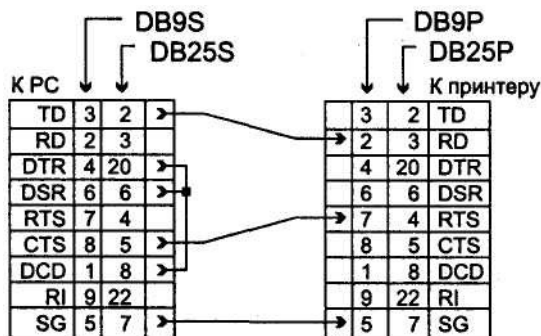 DB9S DB9P
DB25S DB25P
К PC К принтеру
TD 3 2 3 2 TD
RD 2 3 2 3 RD
DTR 4 20 4 20 DTR
DSR 6 6 6 6 DSR
RTS 7 4 7 4 RTS
CTS 8 5 8 5 CTS
DCD 1 8 1 8 DCD
RI 9 22 9 22 RI
SG 5 7 5 7 SG